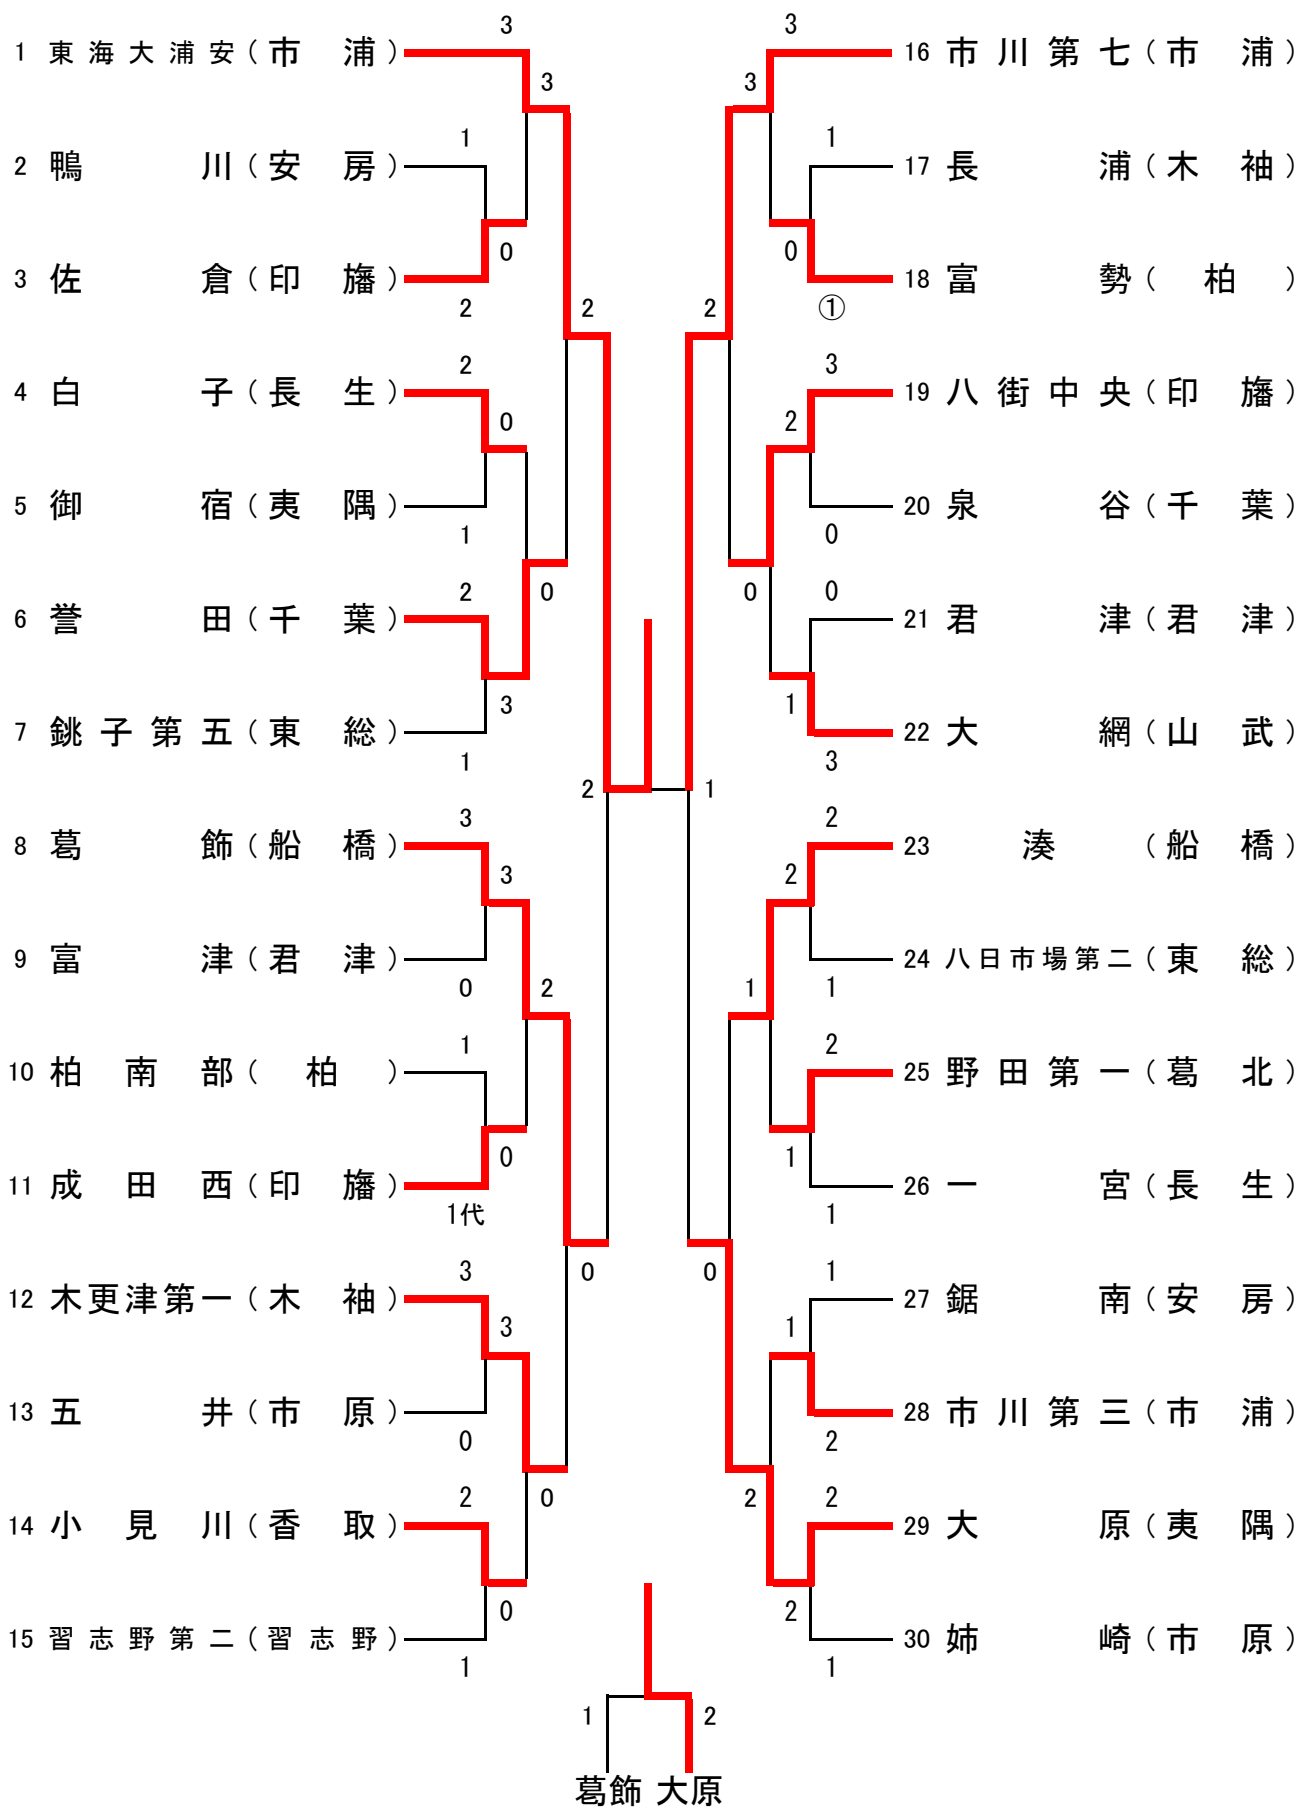 3 3
1 東海大浦安(市 浦) 16 市川第七(市 浦)
3 3
1 1
2 鴨 川(安 房) 17 長 浦(木 袖)
0 0
3 佐 倉(印 旛) 18 富 勢( 柏 )
2 2 2 ①
2 3
4 白 子(長 生) 19 八街中央(印 旛)
0 2
5 御 宿(夷 隅) 20 泉 谷(千 葉)
1 0
2 0 0 0
6 誉 田(千 葉) 21 君 津(君 津)
3 1
7 銚子第五(東 総) 22 大 網(山 武)
1 3
2 1
3 2
8 葛 飾(船 橋) 23 湊 (船 橋)
3 2
9 富 津(君 津) 24 八日市場第二(東 総)
0 2 1 1
1 2
10 柏南部( 柏 ) 25 野田第一(葛 北)
0 1
11 成田西(印 旛) 26 一 宮(長 生)
1代 1
3 0 0 1
12 木更津第一(木 袖) 27 鋸 南(安 房)
3 1
13 五 井(市 原) 28 市川第三(市 浦)
0 2
2 0 2 2
14 小見川(香 取) 29 大 原(夷 隅)
0 2
15 習志野第二(習志野) 30 姉 崎(市 原)
1 1
1 2
葛飾 大原